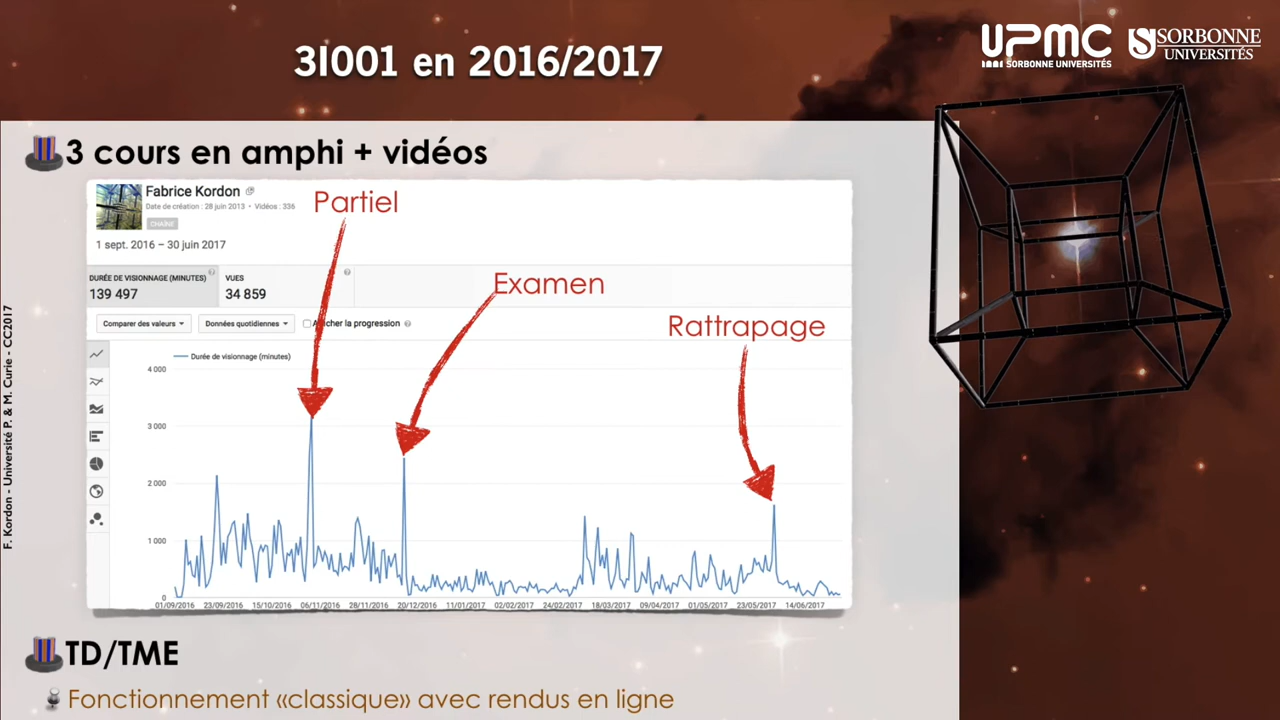 3I001 en 2016/2017
UPMC
SORBONNE UNIVERSITÉS
SORBONNE
UNIVERSITÉS
3 cours en amphi + vidéos
Fabrice Kordon
Date de création : 28 juin 2013 • Vidéos : 336
CHAÎNE
1 sept. 2016 – 30 juin 2017
Partiel
Examen
Rattrapage
DURÉE DE VISIONNAGE (MINUTES) ?
VUES ?
139 497
34 859
Comparer des valeurs
Données quotidiennes
Afficher la progression ?
Durée de visionnage (minutes)
4 000
3 000
2 000
1 000
0
01/09/2016 23/09/2016 15/10/2016 06/11/2016 28/11/2016 20/12/2016 11/01/2017 02/02/2017 24/02/2017 18/03/2017 09/04/2017 01/05/2017 23/05/2017 14/06/2017
TD/TME
Fonctionnement «classique» avec rendus en ligne
F. Kordon - Université P. & M. Curie - CC2017